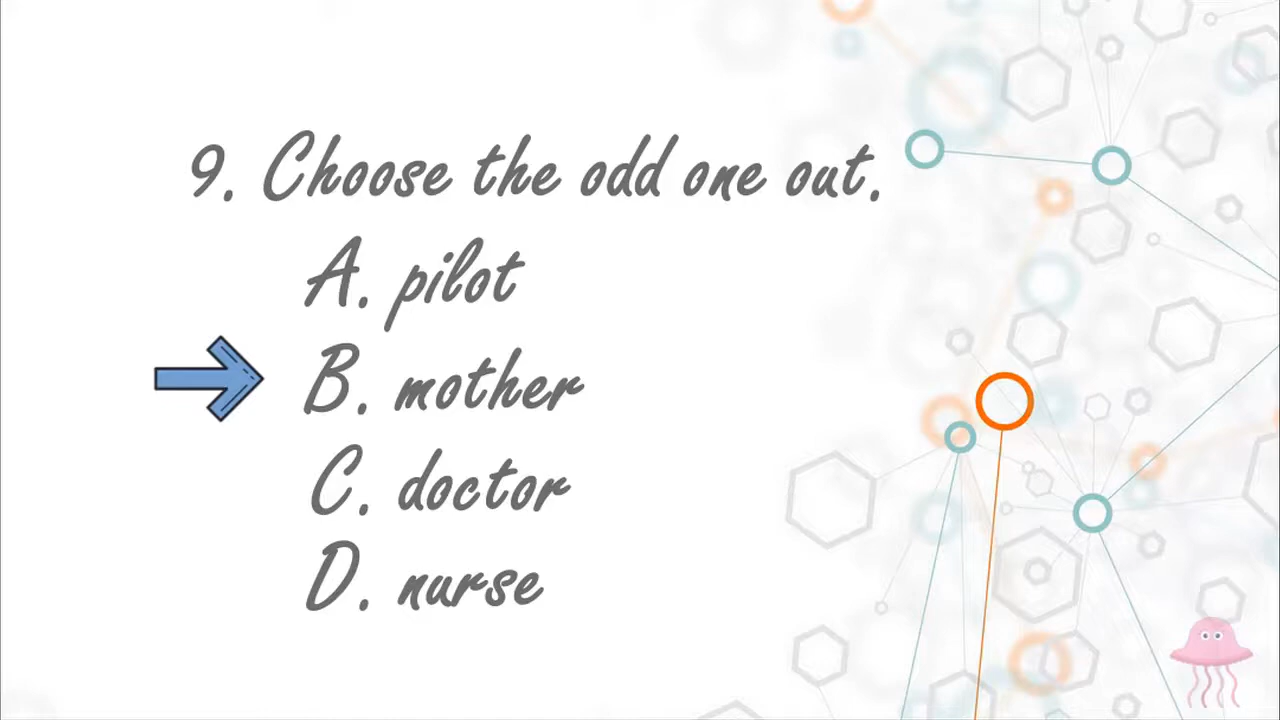 9. Choose the odd one out.
A. pilot
B. mother
C. doctor
D. nurse